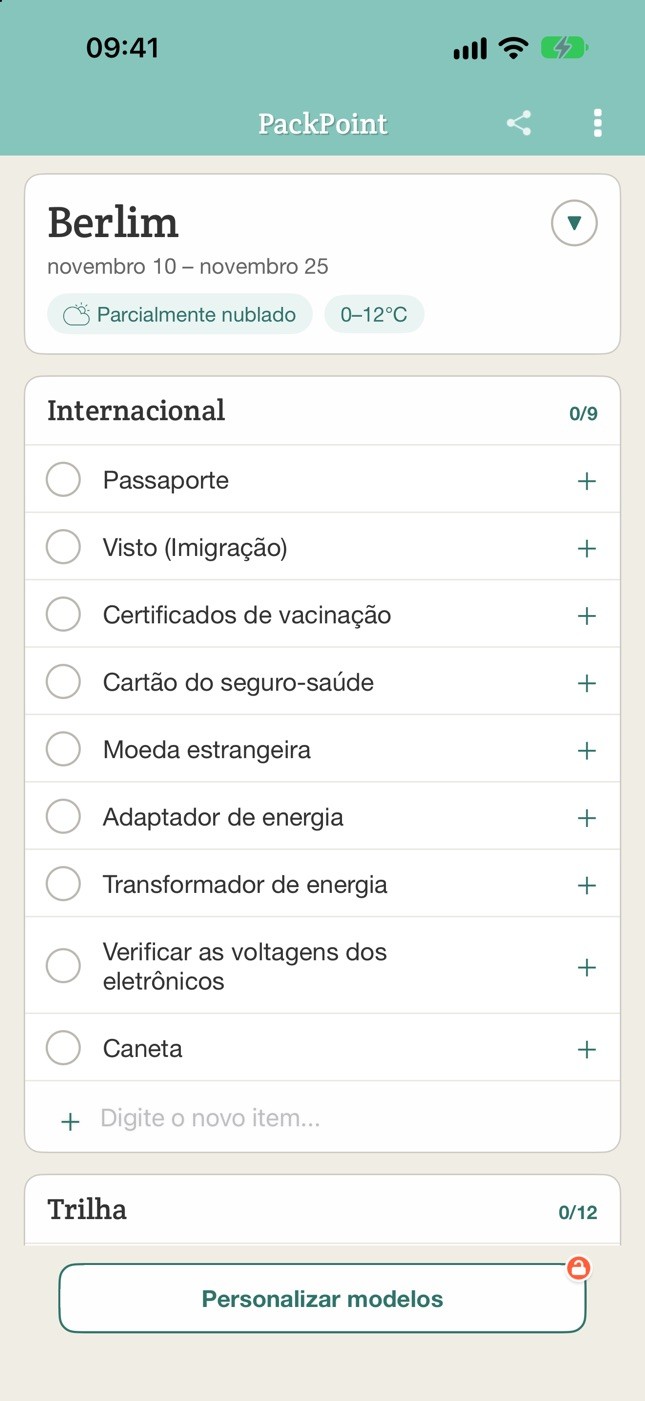 09:41
PackPoint
Berlim
novembro 10 – novembro 25
Parcialmente nublado
0–12°C
Internacional
0/9
Passaporte
Visto (Imigração)
Certificados de vacinação
Cartão do seguro-saúde
Moeda estrangeira
Adaptador de energia
Transformador de energia
Verificar as voltagens dos
eletrônicos
Caneta
Digite o novo item...
Trilha
0/12
Personalizar modelos